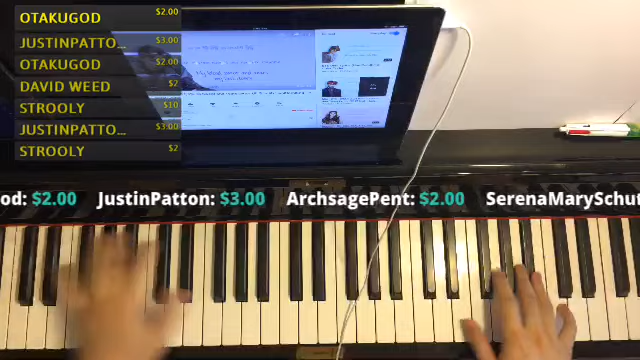 OTAKUGOD $2.00
JUSTINPATTO... $3.00
OTAKUGOD $2.00
DAVID WEED $2
STROOLY $10
JUSTINPATTO... $3.00
STROOLY $2
od: $2.00 JustinPatton: $3.00 ArchsagePent: $2.00 SerenaMarySchut